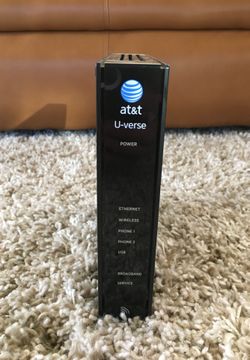 at&t
U-verse
POWER
ETHERNET
WIRELESS
PHONE 1
PHONE 2
USB
BROADBAND
SERVICE